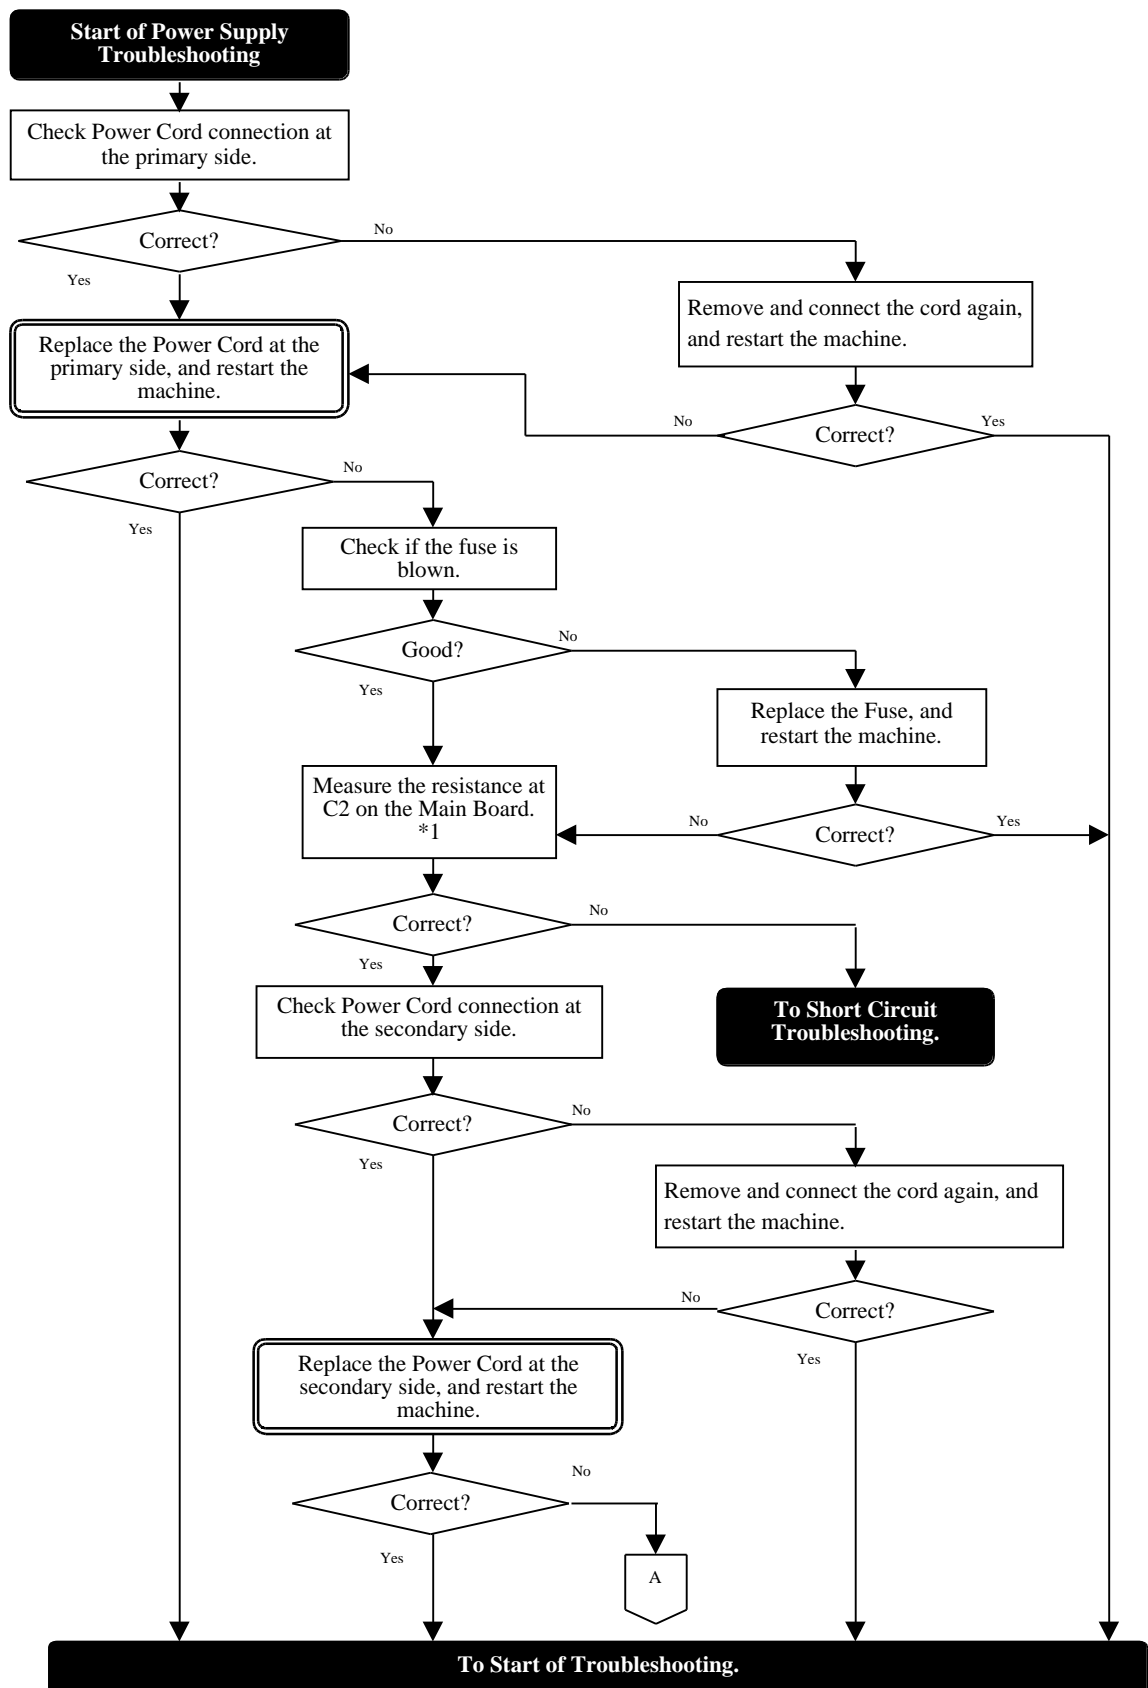 Start of Power Supply
Troubleshooting
Check Power Cord connection at
the primary side.
Correct?
No
Yes
Remove and connect the cord again,
and restart the machine.
Replace the Power Cord at the
primary side, and restart the
machine.
No
Correct?
Yes
Correct?
No
Yes
Check if the fuse is
blown.
Good?
No
Yes
Replace the Fuse, and
restart the machine.
Measure the resistance at
C2 on the Main Board.
*1
No
Correct?
Yes
Correct?
No
Yes
To Short Circuit
Troubleshooting.
Check Power Cord connection at
the secondary side.
Correct?
No
Yes
Remove and connect the cord again, and
restart the machine.
No
Correct?
Yes
Replace the Power Cord at the
secondary side, and restart the
machine.
Correct?
No
Yes
A
To Start of Troubleshooting.